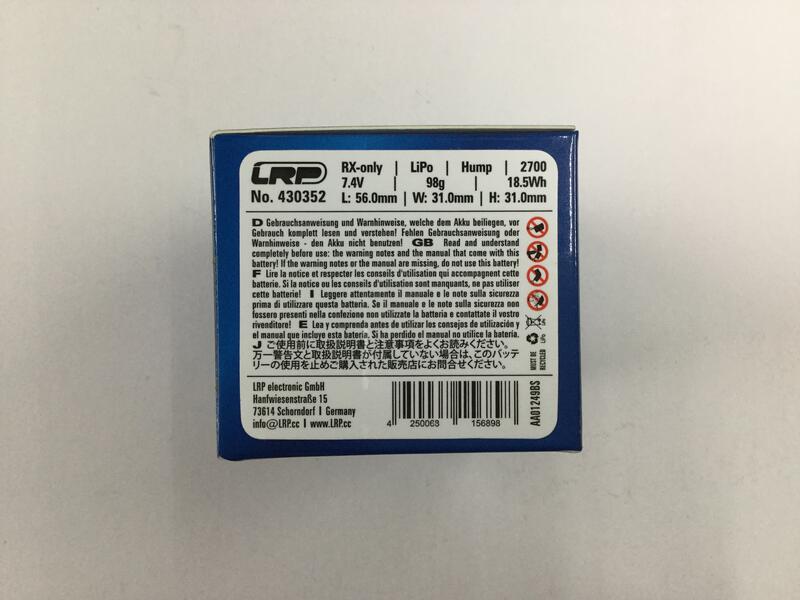 LRP
RX-only | LiPo | Hump | 2700
7.4V | 98g | 18.5Wh
No. 430352 L: 56.0mm | W: 31.0mm | H: 31.0mm
D Gebrauchsanweisung und Warnhinweise, welche dem Akku beiliegen, vor
Gebrauch komplett lesen und verstehen! Fehlen Gebrauchsanweisung oder
Warnhinweise - den Akku nicht benutzen! GB Read and understand
completely before use: the warning notes and the manual that come with this
battery! If the warning notes or the manual are missing, do not use this battery!
F Lire la notice et respecter les conseils d'utilisation qui accompagnent cette
batterie. Si la notice ou les conseils d'utilisation sont manquants, ne pas utiliser
cette batterie! I Leggere attentamente il manuale e le note sulla sicurezza
prima di utilizzare questa batteria. Se il manuale e le note sulla sicurezza non
fossero presenti nella confezione non utilizzate la batteria e contattate il vostro
rivenditore! E Lea y comprenda antes de utilizar los consejos de utilización y
el manual que incluye esta batería. Si ha perdido el manual no utilice la batería.
J ご使用前に取扱説明書と注意事項をよくお読みください。
万一警告文と取扱説明書が付属していない場合は、このバッテ
リーの使用を止めご購入された販売店にお問合せください。
LRP electronic GmbH
Hanfwiesenstraße 15
73614 Schorndorf | Germany
info@LRP.cc | www.LRP.cc
4 250068 156898
LiPo
MUST BE
RECYCLED
AA01249BS